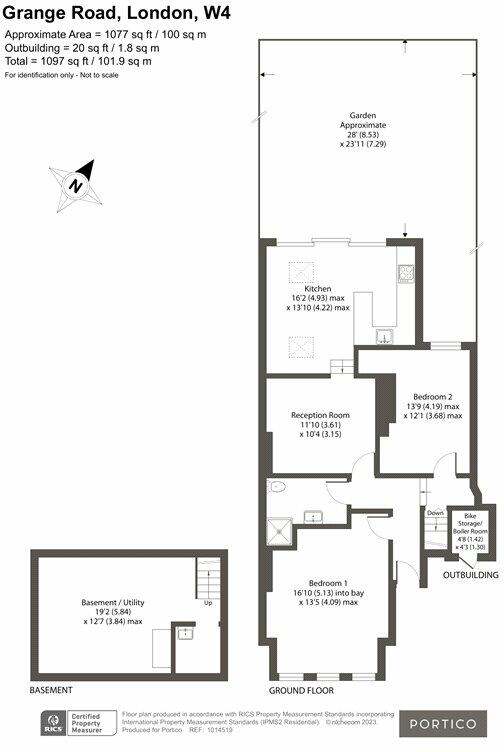 Grange Road, London, W4
Approximate Area = 1077 sq ft / 100 sq m
Outbuilding = 20 sq ft / 1.8 sq m
Total = 1097 sq ft / 101.9 sq m
For identification only - Not to scale
N
Garden
Approximate
28' (8.53)
x 23'11 (7.29)
Kitchen
16'2 (4.93) max
x 13'10 (4.22) max
Reception Room
11'10 (3.61)
x 10'4 (3.15)
Bedroom 2
13'9 (4.19) max
x 12'1 (3.68) max
Down
Bike
Storage/
Boiler Room
4'8 (1.42)
x 4'3 (1.30)
OUTBUILDING
Bedroom 1
16'10 (5.13) into bay
x 13'5 (4.09) max
Basement / Utility
19'2 (5.84)
x 12'7 (3.84) max
Up
BASEMENT
GROUND FLOOR
RICS
Certified
Property
Measurer
Floor plan produced in accordance with RICS Property Measurement Standards incorporating
International Property Measurement Standards (IPMS2 Residential). © nichecom 2023.
Produced for Portico. REF: 1014519
PORTICO